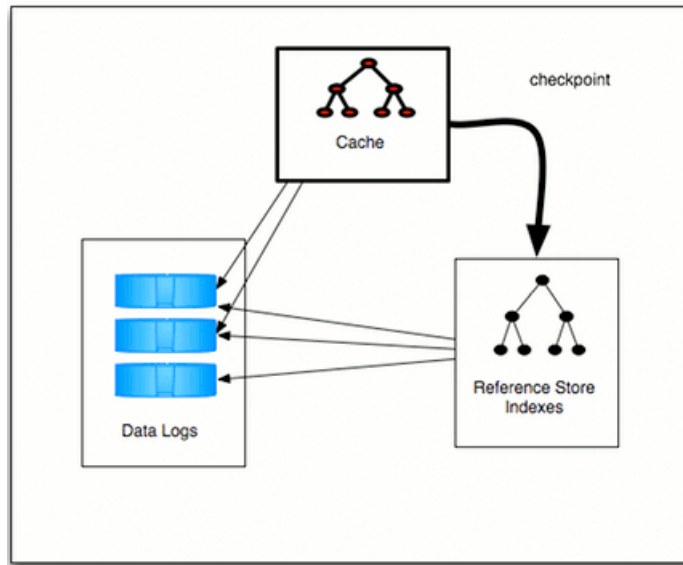 checkpoint
Cache
Data Logs
Reference Store
Indexes